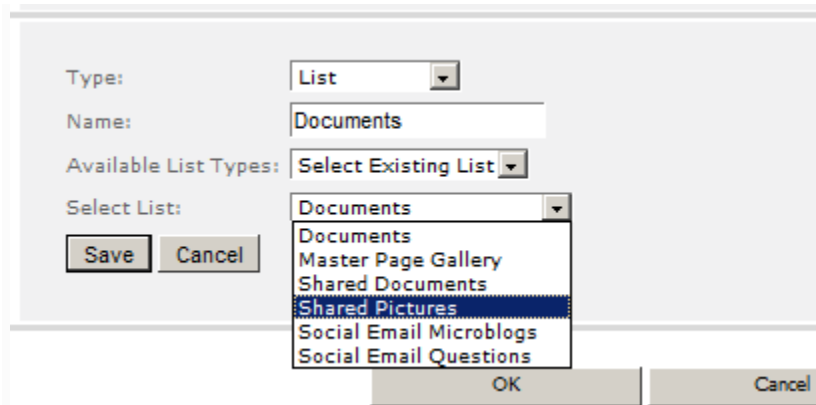 Type: List
Name: Documents
Available List Types: Select Existing List
Select List: Documents
Documents
Master Page Gallery
Shared Documents
Shared Pictures
Social Email Microblogs
Social Email Questions
Save Cancel
OK Cancel